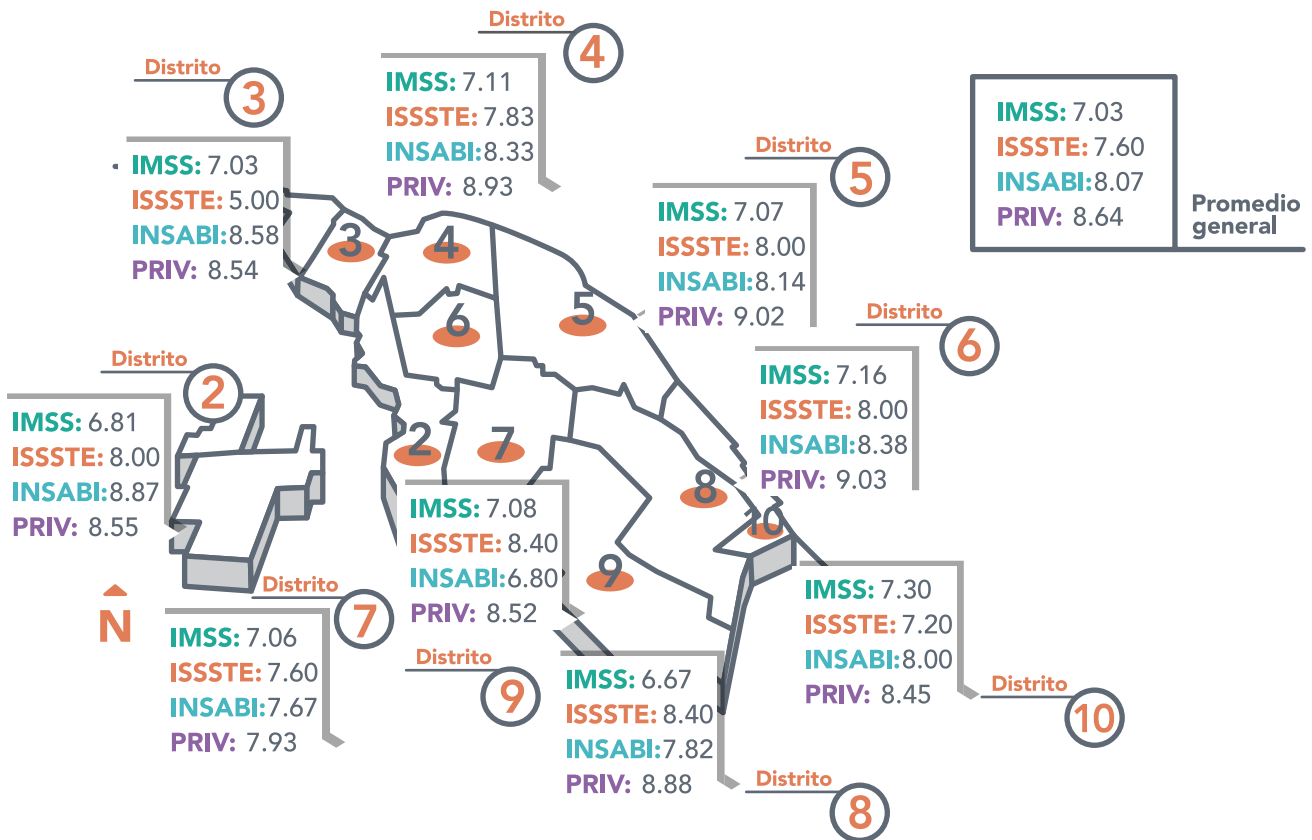 Distrito
4
IMSS: 7.11
ISSSTE: 7.83
INSABI:8.33
PRIV: 8.93
Distrito
3
IMSS: 7.03
ISSSTE: 5.00
INSABI:8.58
PRIV: 8.54
IMSS: 7.03
ISSSTE: 7.60
INSABI: 8.07
PRIV: 8.64
Promedio
general
Distrito
5
IMSS: 7.07
ISSSTE: 8.00
INSABI:8.14
PRIV: 9.02
Distrito
6
IMSS: 7.16
ISSSTE: 8.00
INSABI:8.38
PRIV: 9.03
Distrito
2
IMSS: 6.81
ISSSTE: 8.00
INSABI:8.87
PRIV: 8.55
3
4
5
6
2
7
8
10
9
IMSS: 7.08
ISSSTE: 8.40
INSABI:6.80
PRIV: 8.52
Distrito
9
N
Distrito
7
IMSS: 7.06
ISSSTE: 7.60
INSABI:7.67
PRIV: 7.93
IMSS: 6.67
ISSSTE: 8.40
INSABI:7.82
PRIV: 8.88
Distrito
8
IMSS: 7.30
ISSSTE: 7.20
INSABI: 8.00
PRIV: 8.45
Distrito
10